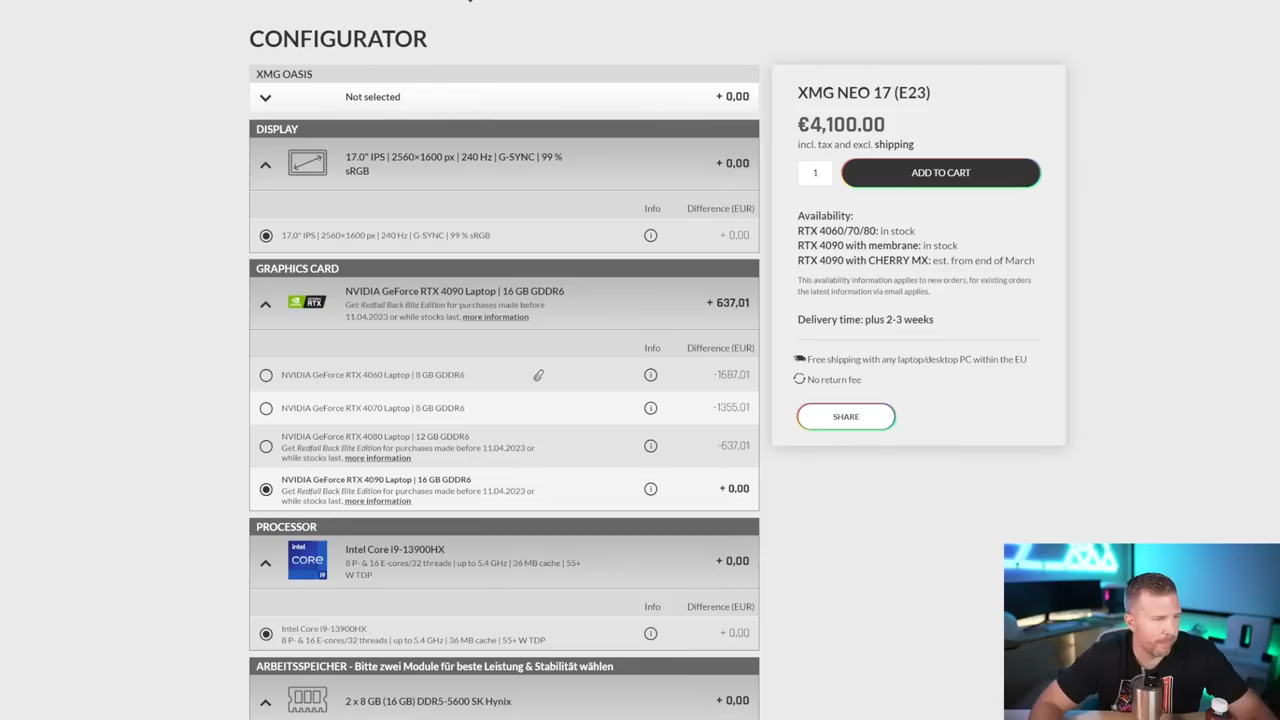 CONFIGURATOR
XMG OASIS
Not selected
+ 0,00
DISPLAY
17.0" IPS | 2560×1600 px | 240 Hz | G-SYNC | 99 %
sRGB
+ 0,00
Info
Difference (EUR)
17.0" IPS | 2560×1600 px | 240 Hz | G-SYNC | 99 % sRGB
+ 0,00
GRAPHICS CARD
NVIDIA GeForce RTX 4090 Laptop | 16 GB GDDR6
Get Redfall Back Bite Edition for purchases made before
11.04.2023 or while stocks last, more information
+ 637,01
Info
Difference (EUR)
NVIDIA GeForce RTX 4060 Laptop | 8 GB GDDR6
-1687,01
NVIDIA GeForce RTX 4070 Laptop | 8 GB GDDR6
-1355,01
NVIDIA GeForce RTX 4080 Laptop | 12 GB GDDR6
Get Redfall Back Bite Edition for purchases made before 11.04.2023 or
while stocks last, more information
-637,01
NVIDIA GeForce RTX 4090 Laptop | 16 GB GDDR6
Get Redfall Back Bite Edition for purchases made before 11.04.2023 or
while stocks last, more information
+ 0,00
PROCESSOR
intel
CORE
i9
Intel Core i9-13900HX
8 P- & 16 E-cores/32 threads | up to 5.4 GHz | 36 MB cache | 55+
W TDP
+ 0,00
Info
Difference (EUR)
Intel Core i9-13900HX
8 P- & 16 E-cores/32 threads | up to 5.4 GHz | 36 MB cache | 55+ W TDP
+ 0,00
ARBEITSSPEICHER - Bitte zwei Module für beste Leistung & Stabilität wählen
2 x 8 GB (16 GB) DDR5-5600 SK Hynix
+ 0,00
XMG NEO 17 (E23)
€4,100.00
incl. tax and excl. shipping
1
ADD TO CART
Availability:
RTX 4060/70/80: in stock
RTX 4090 with membrane: in stock
RTX 4090 with CHERRY MX: est. from end of March
This availability information applies to new orders, for existing orders
the latest information via email applies.
Delivery time: plus 2-3 weeks
Free shipping with any laptop/desktop PC within the EU
No return fee
SHARE